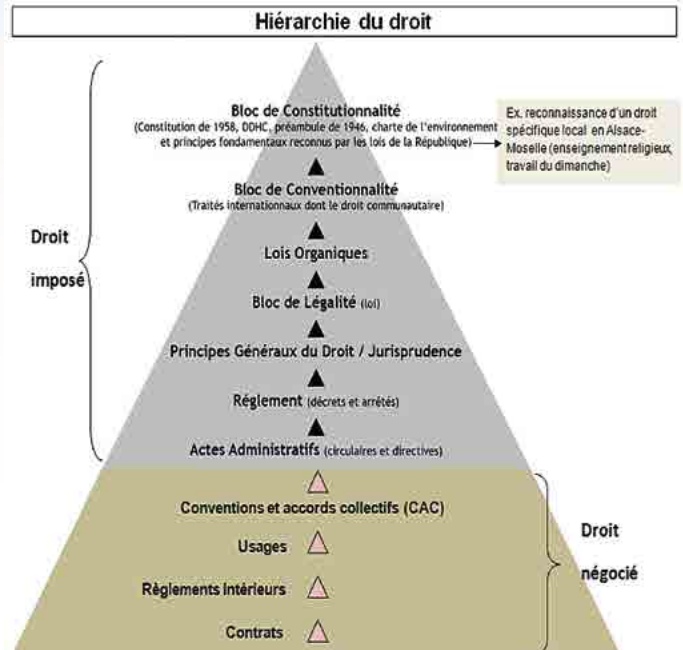 Hiérarchie du droit
Bloc de Constitutionnalité
(Constitution de 1958, DDHC, préambule de 1946, charte de l'environnement
et principes fondamentaux reconnus par les lois de la République)
Ex. reconnaissance d'un droit
spécifique local en Alsace-
Moselle (enseignement religieux,
travail du dimanche)
Bloc de Conventionnalité
(Traités internationaux dont le droit communautaire)
Droit
imposé
Lois Organiques
Bloc de Légalité (loi)
Principes Généraux du Droit / Jurisprudence
Réglement (décrets et arrêtés)
Actes Administratifs (circulaires et directives)
Conventions et accords collectifs (CAC)
Droit
négocié
Usages
Règlements Intérieurs
Contrats